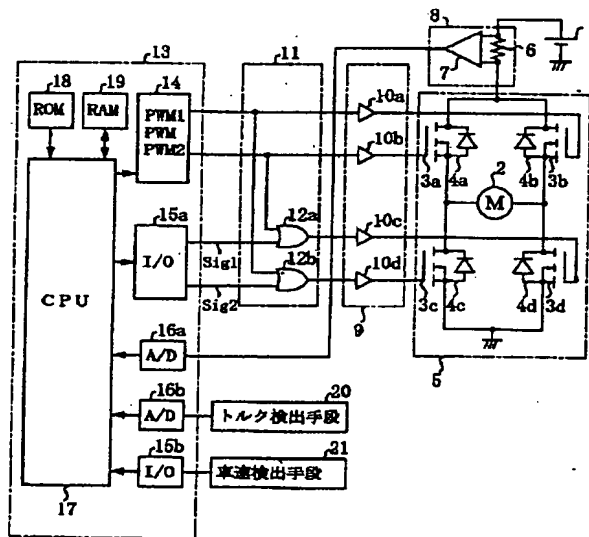 8
6
7
13
18
19
14
11
ROM
RAM
PWM1
PWM
PWM2
10a
10b
3a
4a
4b
3b
2
M
15a
I/O
12a
12b
10c
10d
Sig1
Sig2
3c
4c
4d
3d
CPU
9
5
16a
A/D
16b
A/D
20
トルク検出手段
15b
I/O
21
車速検出手段
17